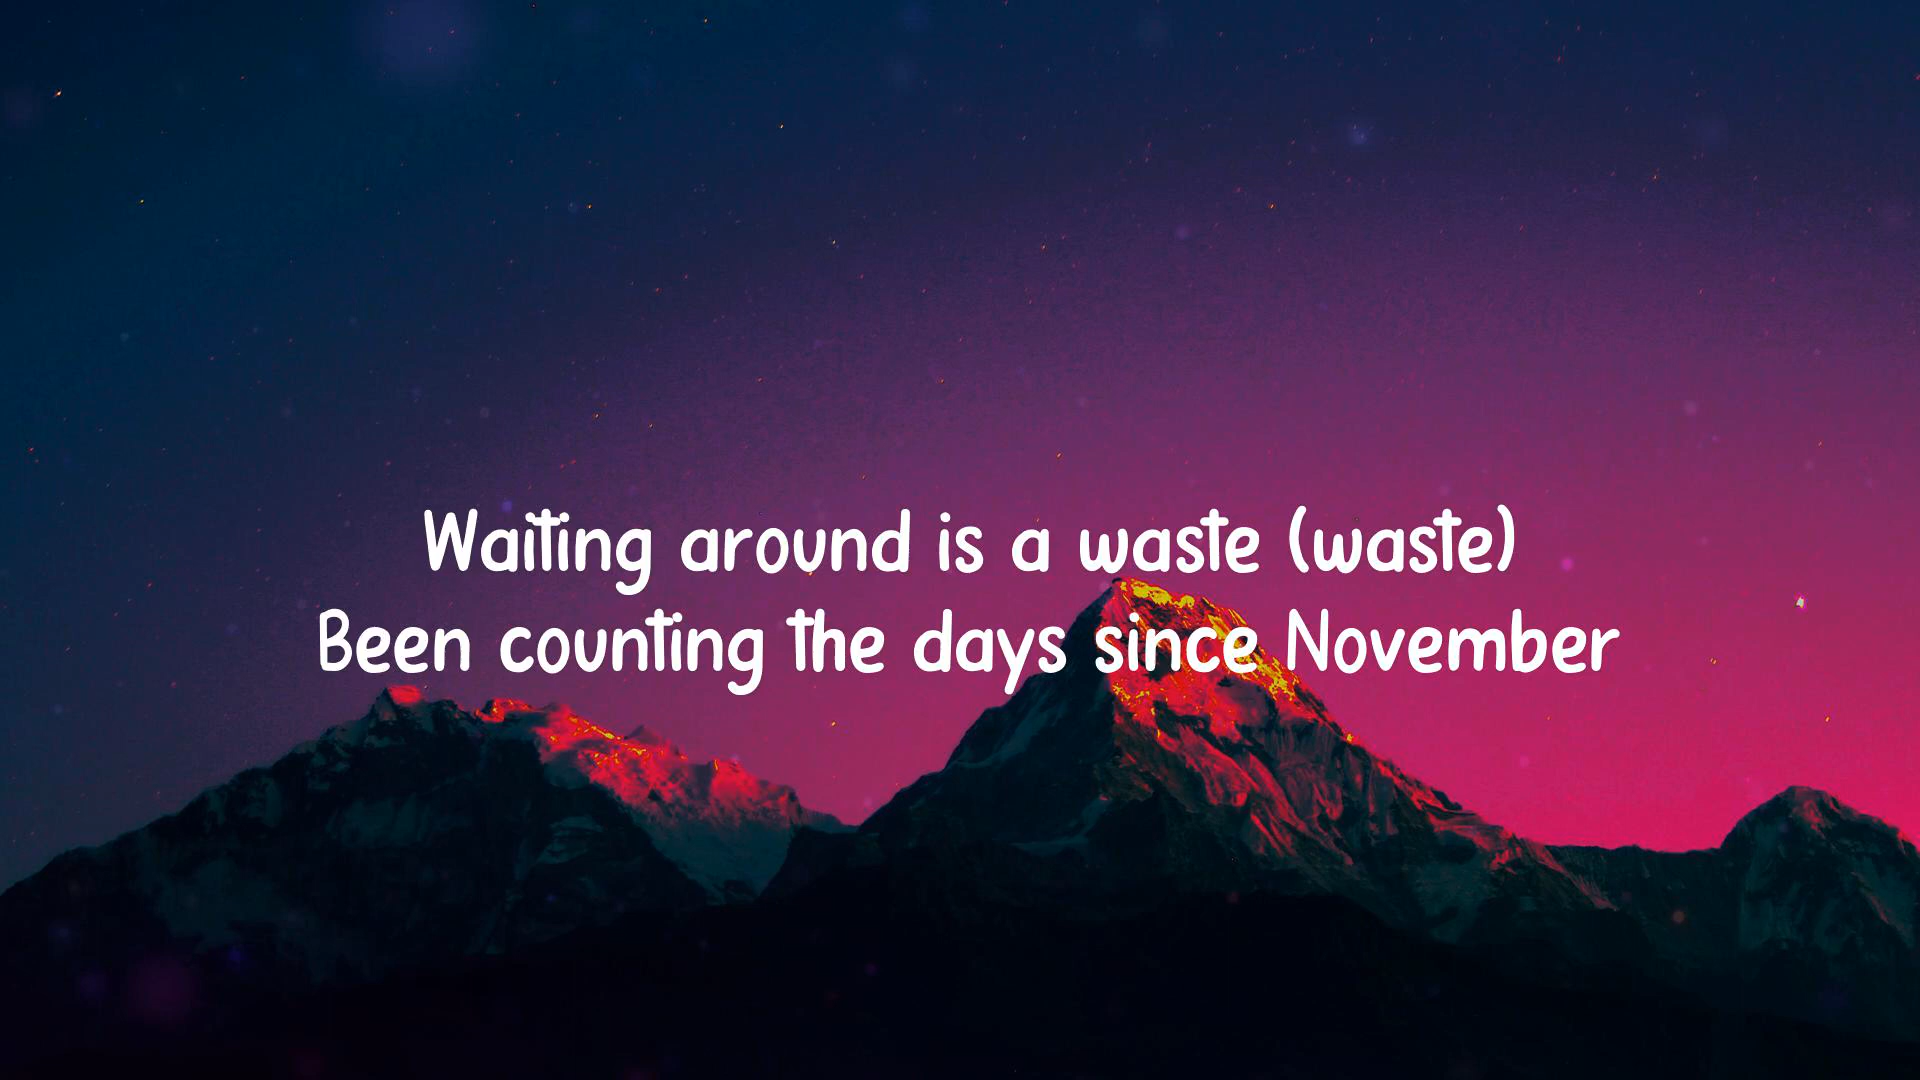 Waiting around is a waste (waste)
Been counting the days since November